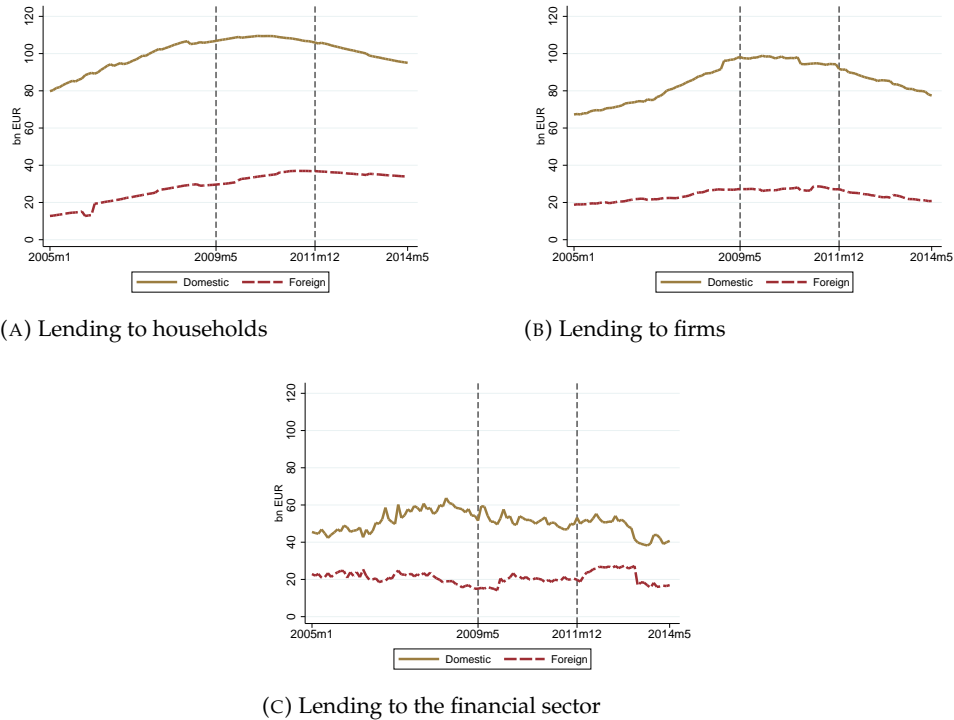 120
100
80
60
40
20
0
bn EUR
2005m1 2009m5 2011m12 2014m5
Domestic Foreign
(A) Lending to households
120
100
80
60
40
20
0
bn EUR
2005m1 2009m5 2011m12 2014m5
Domestic Foreign
(B) Lending to firms
120
100
80
60
40
20
0
bn EUR
2005m1 2009m5 2011m12 2014m5
Domestic Foreign
(C) Lending to the financial sector